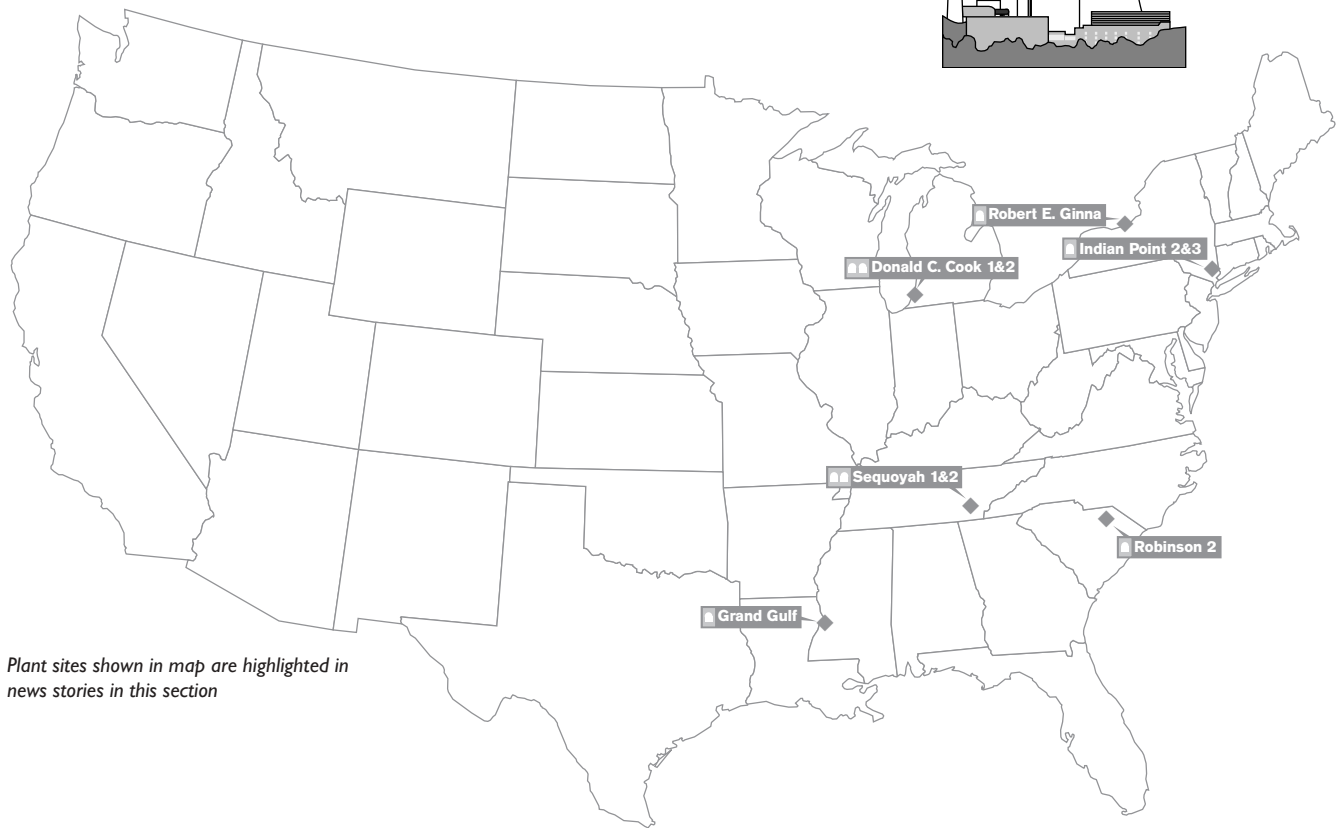 Robert E. Ginna
Indian Point 2&3
Donald C. Cook 1&2
Sequoyah 1&2
Robinson 2
Grand Gulf
Plant sites shown in map are highlighted in
news stories in this section